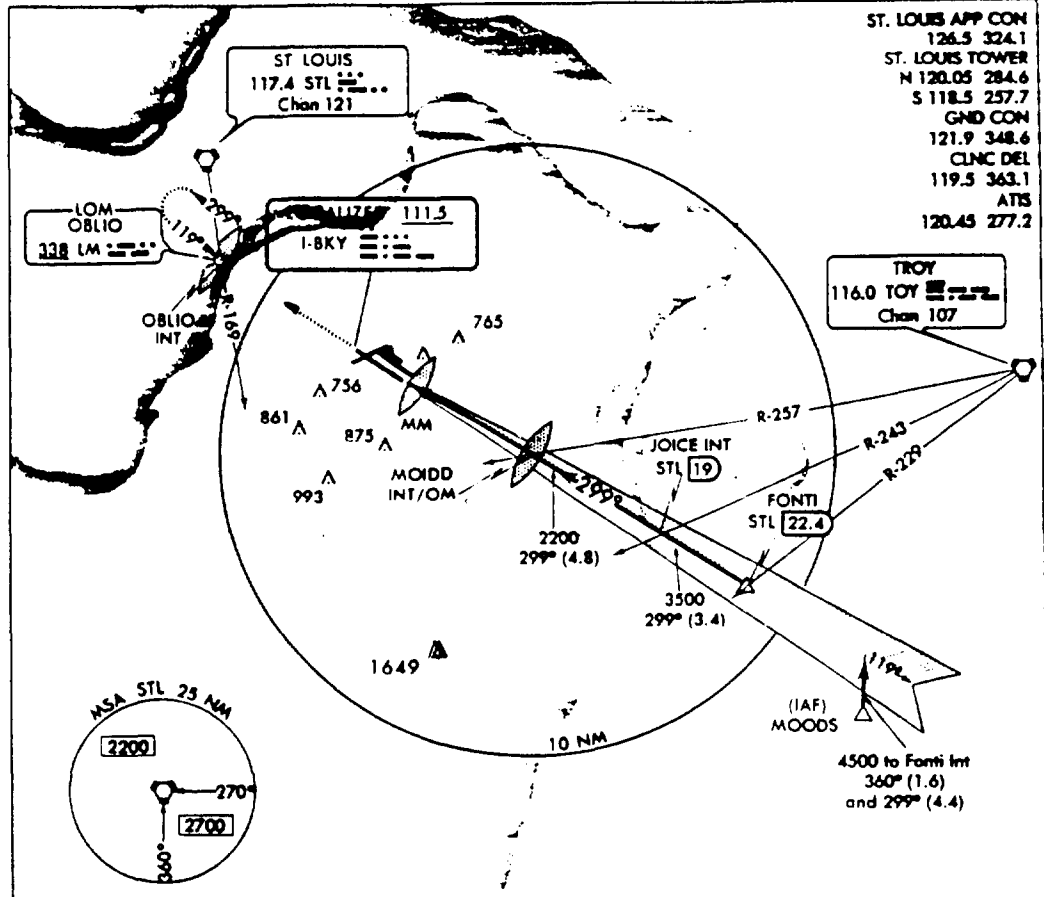 ST. LOUIS APP CON
126.5 324.1
ST. LOUIS TOWER
N 120.05 284.6
S 118.5 257.7
GND CON
121.9 348.6
CLNC DEL
119.5 363.1
ATIS
120.45 277.2
ST LOUIS
117.4 STL
Chan 121
LOM
OBLIO
338 LM
299°
119°
111.5
I-BKY
OBLIO
INT
R-169
TROY
116.0 TOY
Chan 107
765
756
861
875
993
MM
MOIDD
INT/OM
R-257
R-243
R-229
JOICE INT
STL 19
FONTI
STL 22.4
299°
2200
299° (4.8)
3500
299° (3.4)
1649
119°
(IAF)
MOODS
10 NM
4500 to Fonti Int
360° (1.6)
and 299° (4.4)
MSA STL 25 NM
2200
270°
2700
360°